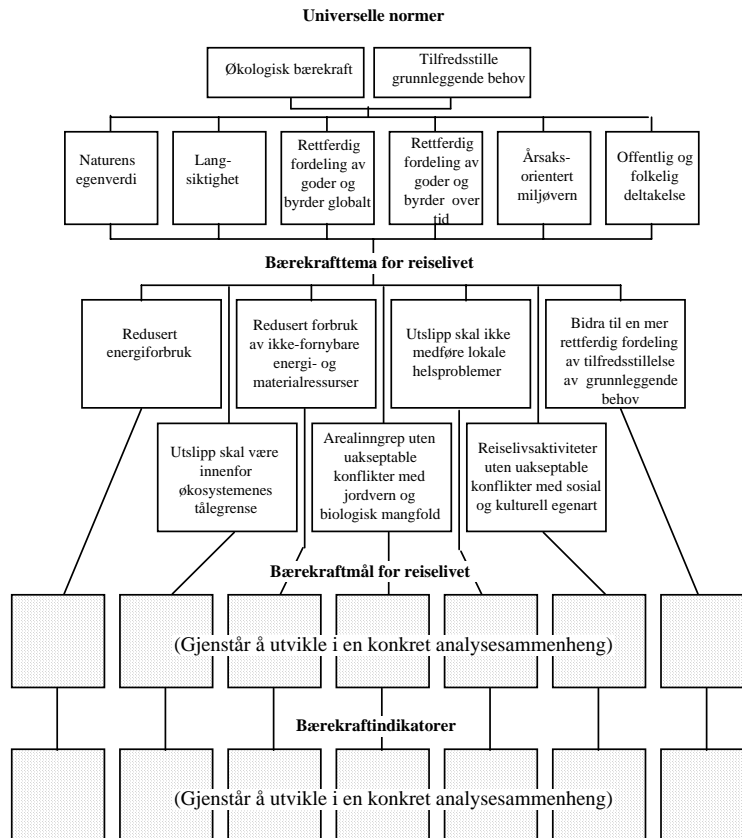 Universelle normer
Økologisk bærekraft
Tilfredsstille
grunnleggende behov
Naturens
egenverdi
Lang-
siktighet
Rettferdig
fordeling av
goder og
byrder globalt
Rettferdig
fordeling av
goder og
byrder over
tid
Årsaks-
orientert
miljøvern
Offentlig og
folkelig
deltakelse
Bærekrafttema for reiselivet
Redusert
energiforbruk
Redusert forbruk
av ikke-fornybare
energi- og
materialressurser
Utslipp skal ikke
medføre lokale
helsproblemer
Bidra til en mer
rettferdig fordeling
av tilfredsstillelse
av grunnleggende
behov
Utslipp skal være
innenfor
økosystemenes
tålegrense
Arealinngrep uten
uakseptable
konflikter med
jordvern og
biologisk mangfold
Reiselivsaktiviteter
uten uakseptable
konflikter med sosial
og kulturell egenart
Bærekraftmål for reiselivet
(Gjenstår å utvikle i en konkret analysesammenheng)
Bærekraftindikatorer
(Gjenstår å utvikle i en konkret analysesammenheng)